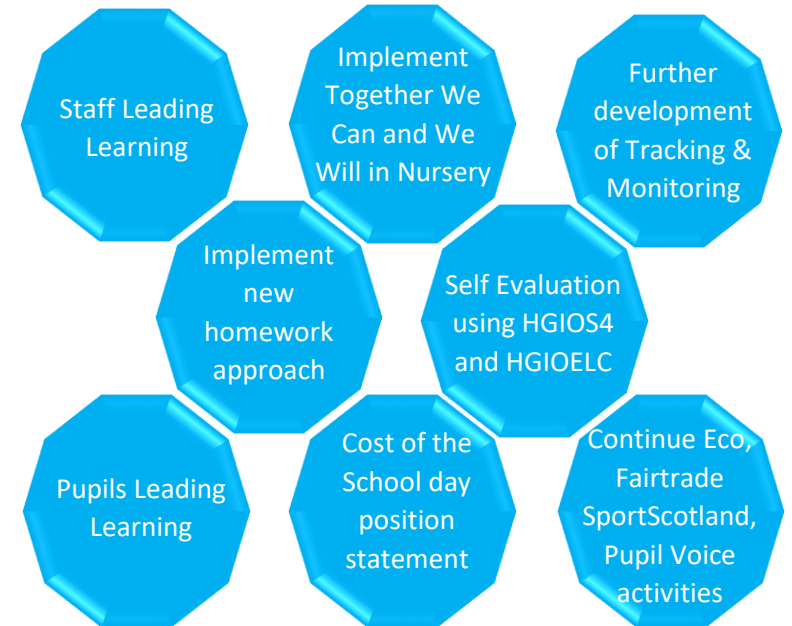 Staff Leading
Learning
Implement
Together We
Can and We
Will in Nursery
Further
development
of Tracking &
Monitoring
Implement
new
homework
approach
Self Evaluation
using HGIOS4
and HGIOELC
Pupils Leading
Learning
Cost of the
School day
position
statement
Continue Eco,
Fairtrade
SportScotland,
Pupil Voice
activities